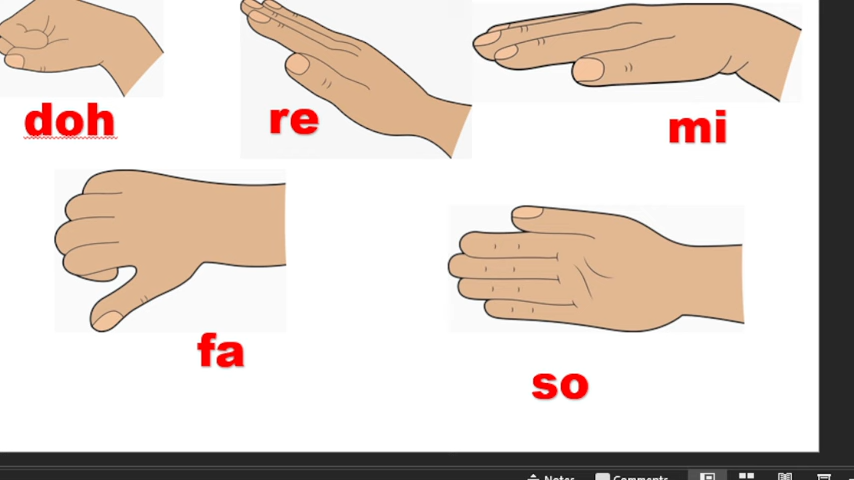 doh
re
mi
fa
so
Notes
Comments